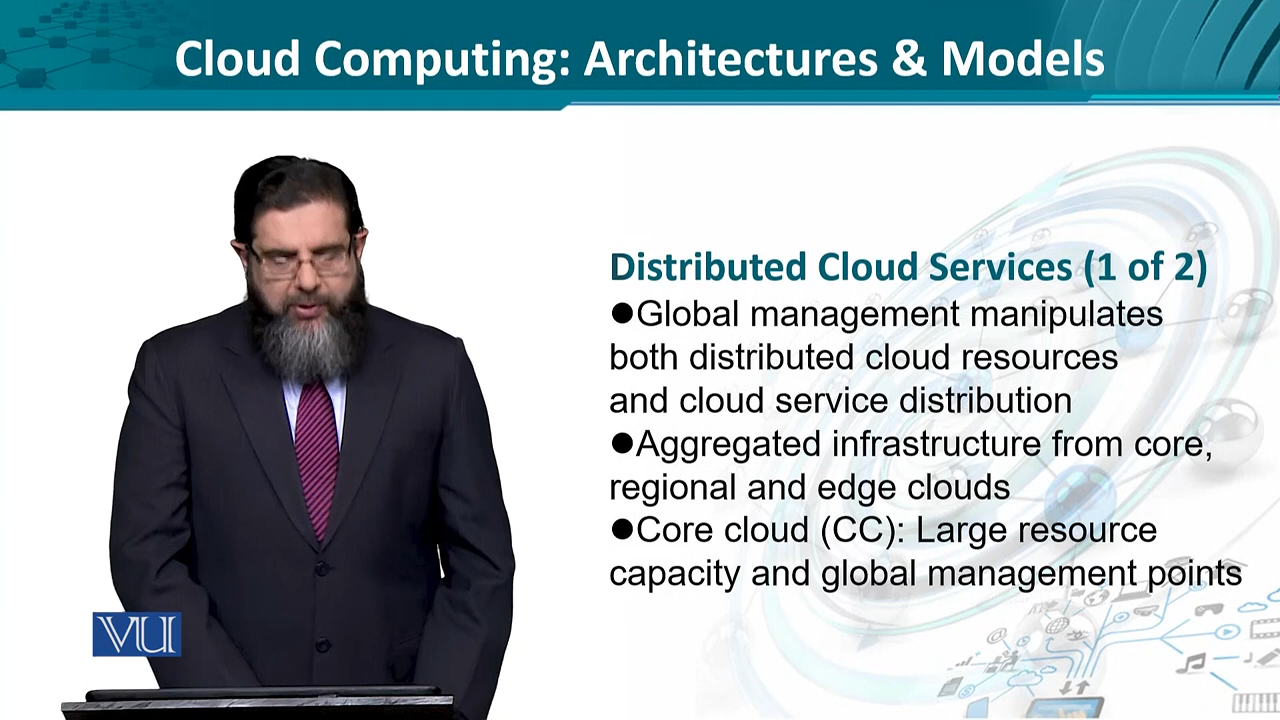 Cloud Computing: Architectures & Models
Distributed Cloud Services (1 of 2)
●Global management manipulates
both distributed cloud resources
and cloud service distribution
●Aggregated infrastructure from core,
regional and edge clouds
●Core cloud (CC): Large resource
capacity and global management points
VU